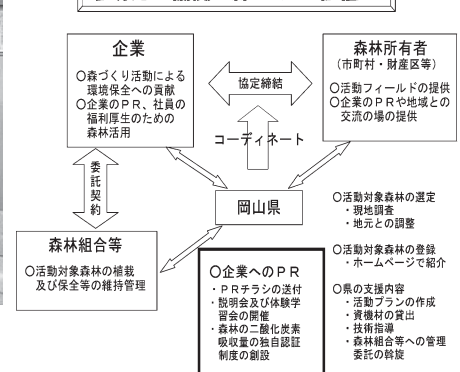 企業
○森づくり活動による
環境保全への貢献
○企業のＰＲ、社員の
福利厚生のための
森林活用
協定締結
森林所有者
（市町村・財産区等）
○活動フィールドの提供
○企業のＰＲや地域との
交流の場の提供
コーディネート
委託契約
岡山県
森林組合等
○活動対象森林の植栽
及び保全等の維持管理
○企業へのＰＲ
・ＰＲチラシの送付
・説明会及び体験学
習会の開催
・森林の二酸化炭素
吸収量の独自認証
制度の創設
○活動対象森林の選定
・現地調査
・地元との調整
○活動対象森林の登録
・ホームページで紹介
○県の支援内容
・活動プランの作成
・資機材の貸出
・技術指導
・森林組合等への管理
委託の斡旋